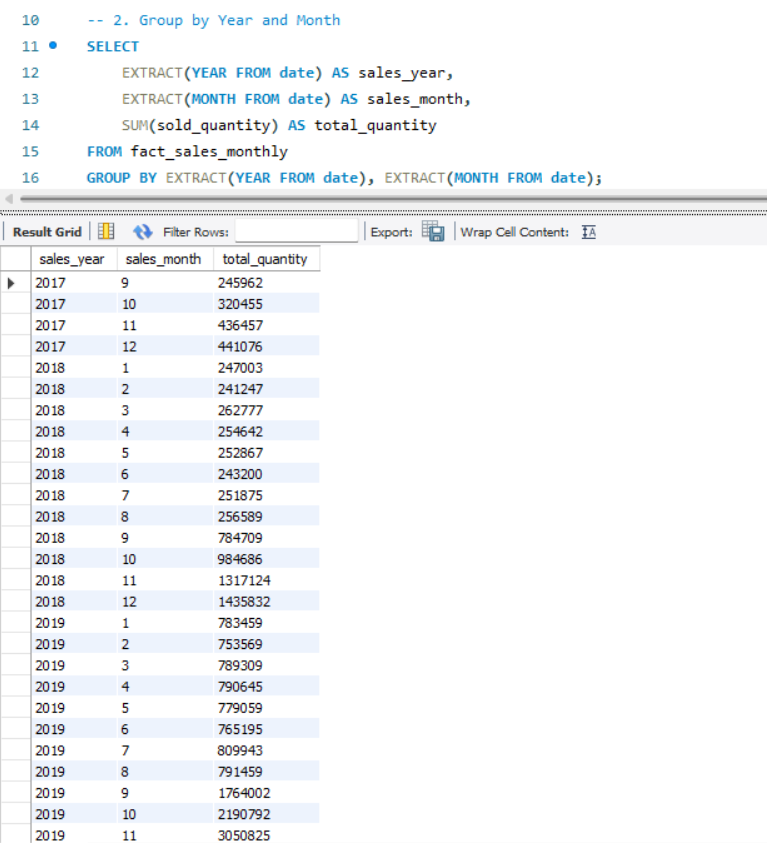 10 -- 2. Group by Year and Month
11 SELECT
12 EXTRACT(YEAR FROM date) AS sales_year,
13 EXTRACT(MONTH FROM date) AS sales_month,
14 SUM(sold_quantity) AS total_quantity
15 FROM fact_sales_monthly
16 GROUP BY EXTRACT(YEAR FROM date), EXTRACT(MONTH FROM date);
Result Grid Filter Rows: Export: Wrap Cell Content: IA
sales_year sales_month total_quantity
2017 9 245962
2017 10 320455
2017 11 436457
2017 12 441076
2018 1 247003
2018 2 241247
2018 3 262777
2018 4 254642
2018 5 252867
2018 6 243200
2018 7 251875
2018 8 256589
2018 9 784709
2018 10 984686
2018 11 1317124
2018 12 1435832
2019 1 783459
2019 2 753569
2019 3 789309
2019 4 790645
2019 5 779059
2019 6 765195
2019 7 809943
2019 8 791459
2019 9 1764002
2019 10 2190792
2019 11 3050825